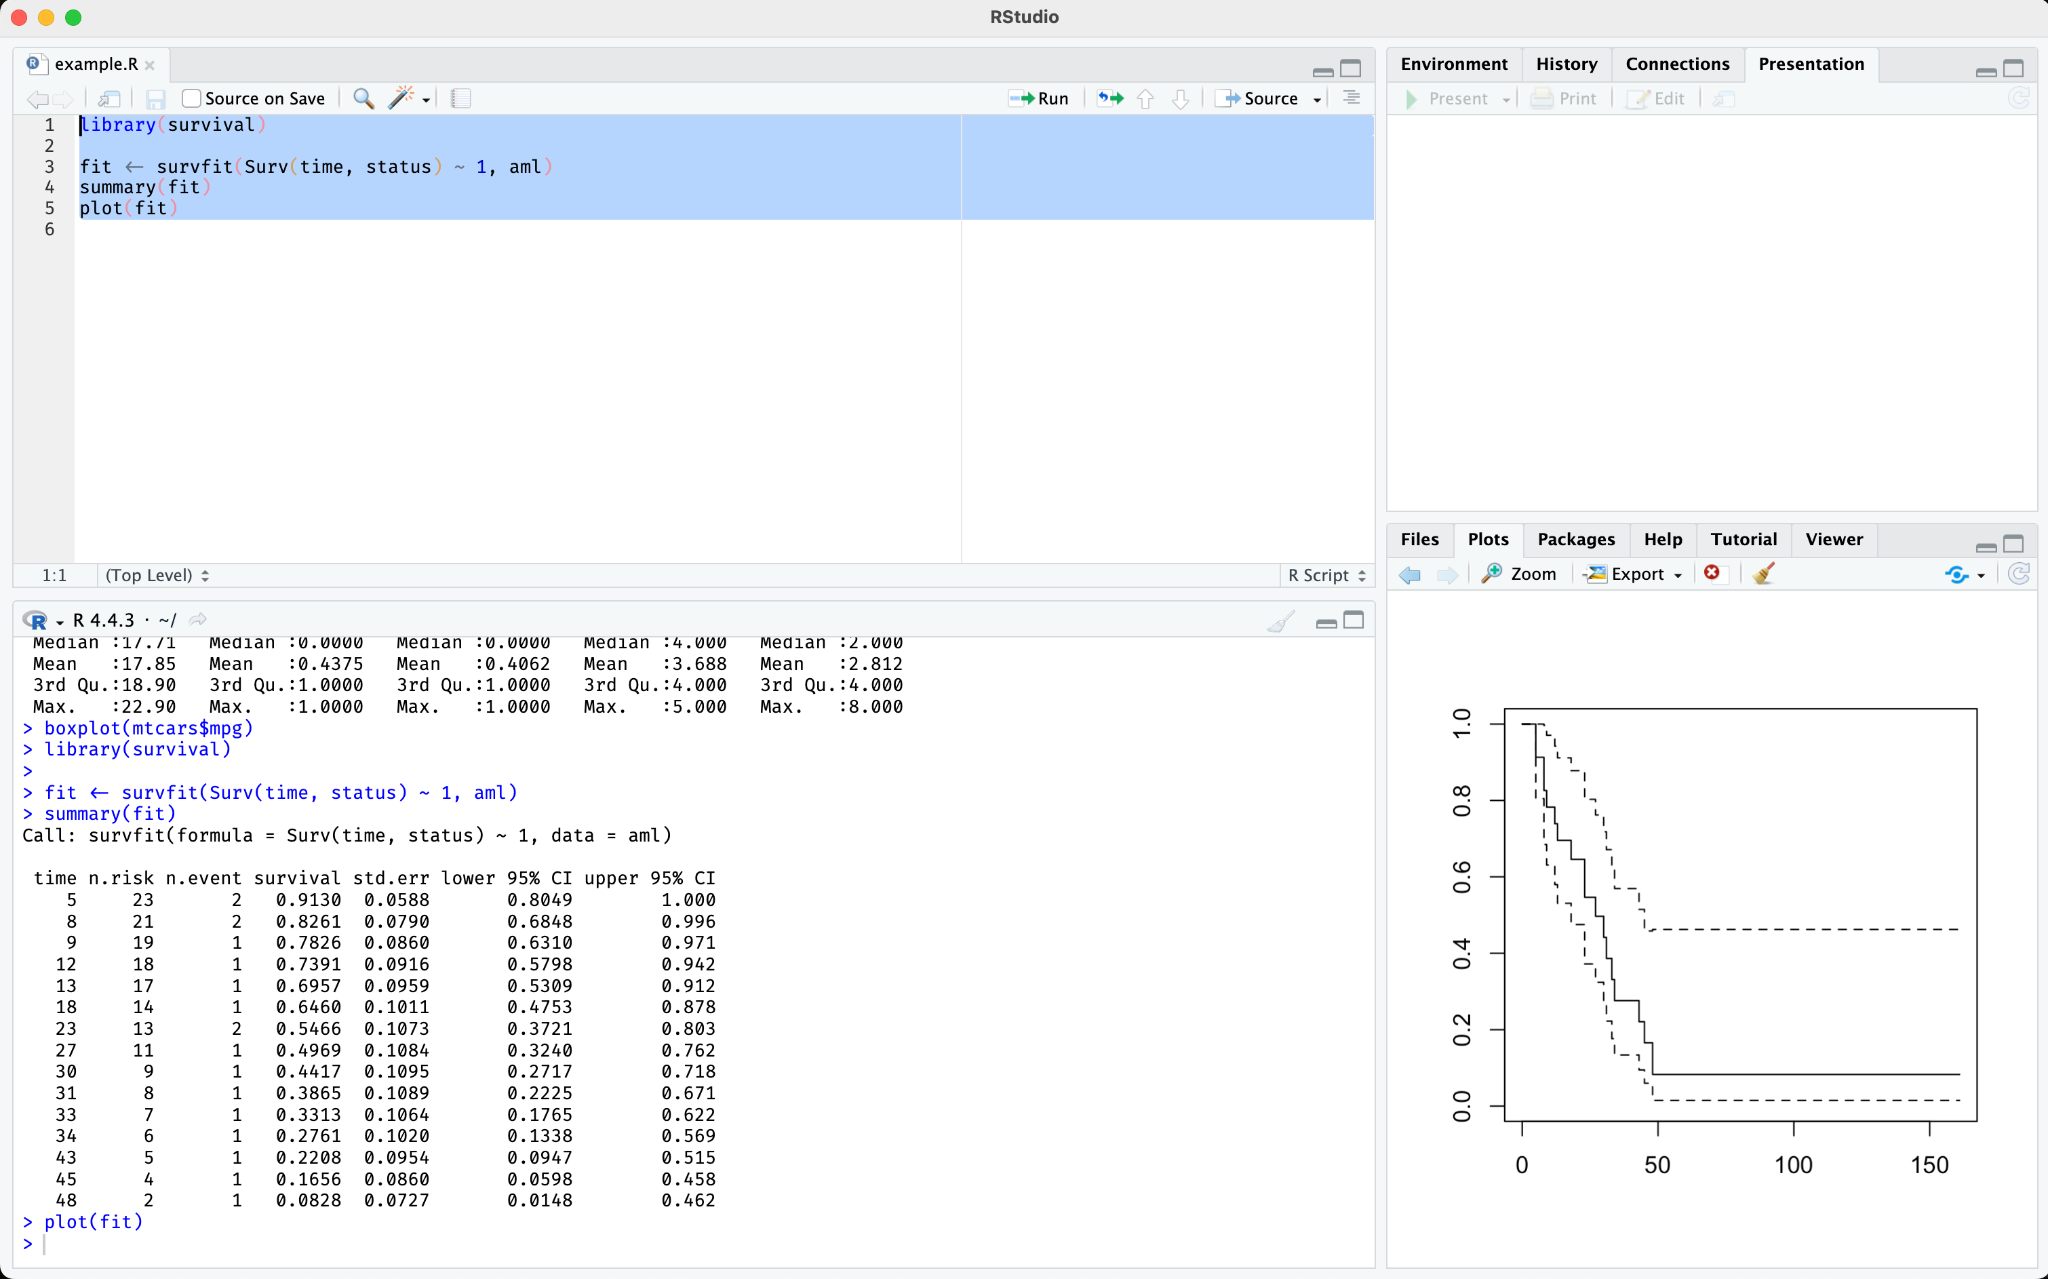 RStudio
example.R
Source on Save
Run
Source
1 library(survival)
2
3 fit <- survfit(Surv(time, status) ~ 1, aml)
4 summary(fit)
5 plot(fit)
6
1:1 (Top Level) R Script
R 4.4.3 · ~/
Median :17.71 Median :0.0000 Median :0.0000 Median :4.000 Median :2.000
Mean :17.85 Mean :0.4375 Mean :0.4062 Mean :3.688 Mean :2.812
3rd Qu.:18.90 3rd Qu.:1.0000 3rd Qu.:1.0000 3rd Qu.:4.000 3rd Qu.:4.000
Max. :22.90 Max. :1.0000 Max. :1.0000 Max. :5.000 Max. :8.000
> boxplot(mtcars$mpg)
> library(survival)
>
> fit <- survfit(Surv(time, status) ~ 1, aml)
> summary(fit)
Call: survfit(formula = Surv(time, status) ~ 1, data = aml)
time n.risk n.event survival std.err lower 95% CI upper 95% CI
5 23 2 0.9130 0.0588 0.8049 1.000
8 21 2 0.8261 0.0790 0.6848 0.996
9 19 1 0.7826 0.0860 0.6310 0.971
12 18 1 0.7391 0.0916 0.5798 0.942
13 17 1 0.6957 0.0959 0.5309 0.912
18 14 1 0.6460 0.1011 0.4753 0.878
23 13 2 0.5466 0.1073 0.3721 0.803
27 11 1 0.4969 0.1084 0.3240 0.762
30 9 1 0.4417 0.1095 0.2717 0.718
31 8 1 0.3865 0.1089 0.2225 0.671
33 7 1 0.3313 0.1064 0.1765 0.622
34 6 1 0.2761 0.1020 0.1338 0.569
43 5 1 0.2208 0.0954 0.0947 0.515
45 4 1 0.1656 0.0860 0.0598 0.458
48 2 1 0.0828 0.0727 0.0148 0.462
> plot(fit)
>
Environment History Connections Presentation
Present Print Edit
Files Plots Packages Help Tutorial Viewer
Zoom Export
1.0
0.8
0.6
0.4
0.2
0.0
0 50 100 150